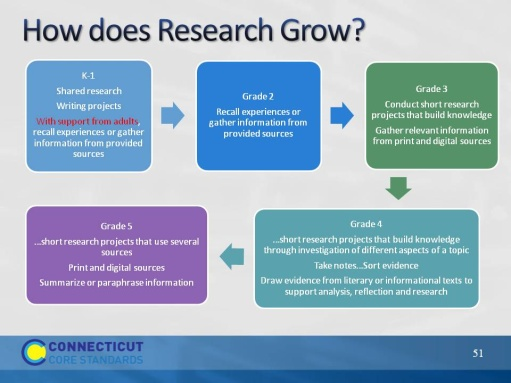 How does Research Grow?
K-1
Shared research
Writing projects
With support from adults,
recall experiences or gather
information from provided
sources
Grade 2
Recall experiences or
gather information from
provided sources
Grade 3
Conduct short research
projects that build knowledge
Gather relevant information
from print and digital sources
Grade 4
...short research projects that build knowledge
through investigation of different aspects of a topic
Take notes...Sort evidence
Draw evidence from literary or informational texts to
support analysis, reflection and research
Grade 5
...short research projects that use several
sources
Print and digital sources
Summarize or paraphrase information
CONNECTICUT
CORE STANDARDS
51